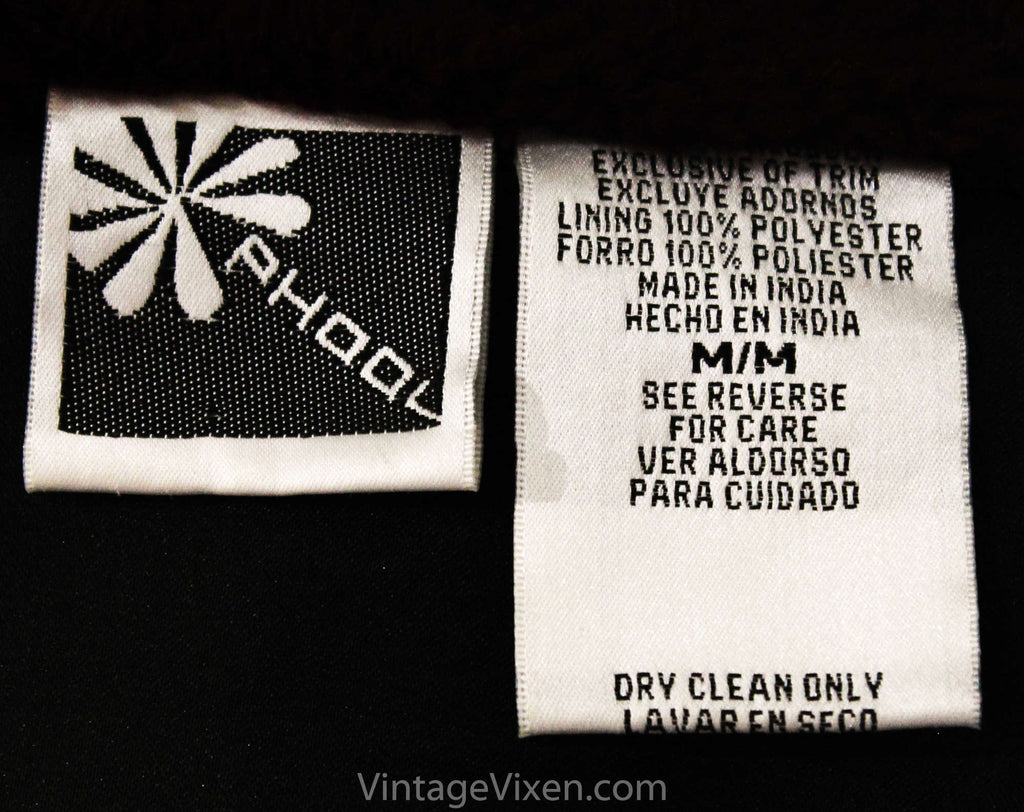 PHOOL
EXCLUSIVE OF TRIM
EXCLUYE ADORNOS
LINING 100% POLYESTER
FORRO 100% POLIESTER
MADE IN INDIA
HECHO EN INDIA
M/M
SEE REVERSE
FOR CARE
VER ALDORSO
PARA CUIDADO
DRY CLEAN ONLY
LAVAR EN SECO
VintageVixen.com